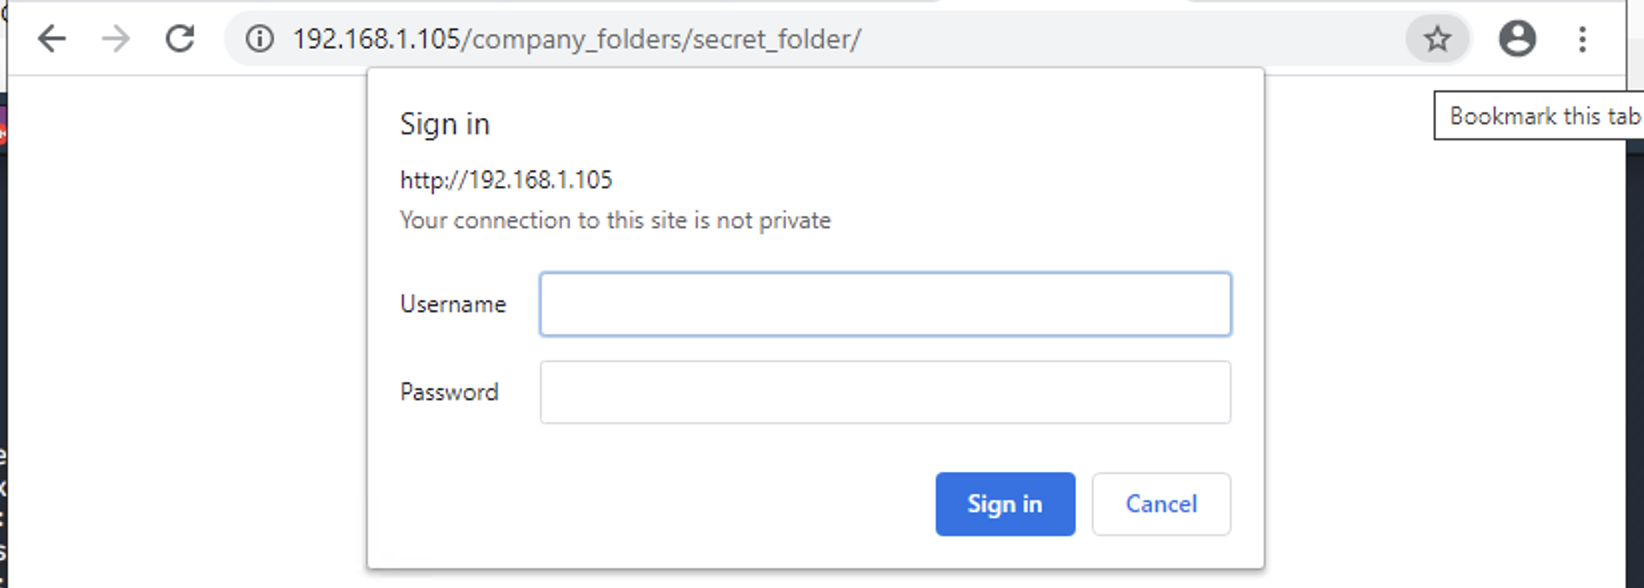 192.168.1.105/company_folders/secret_folder/
Bookmark this tab
Sign in
http://192.168.1.105
Your connection to this site is not private
Username
Password
Sign in
Cancel